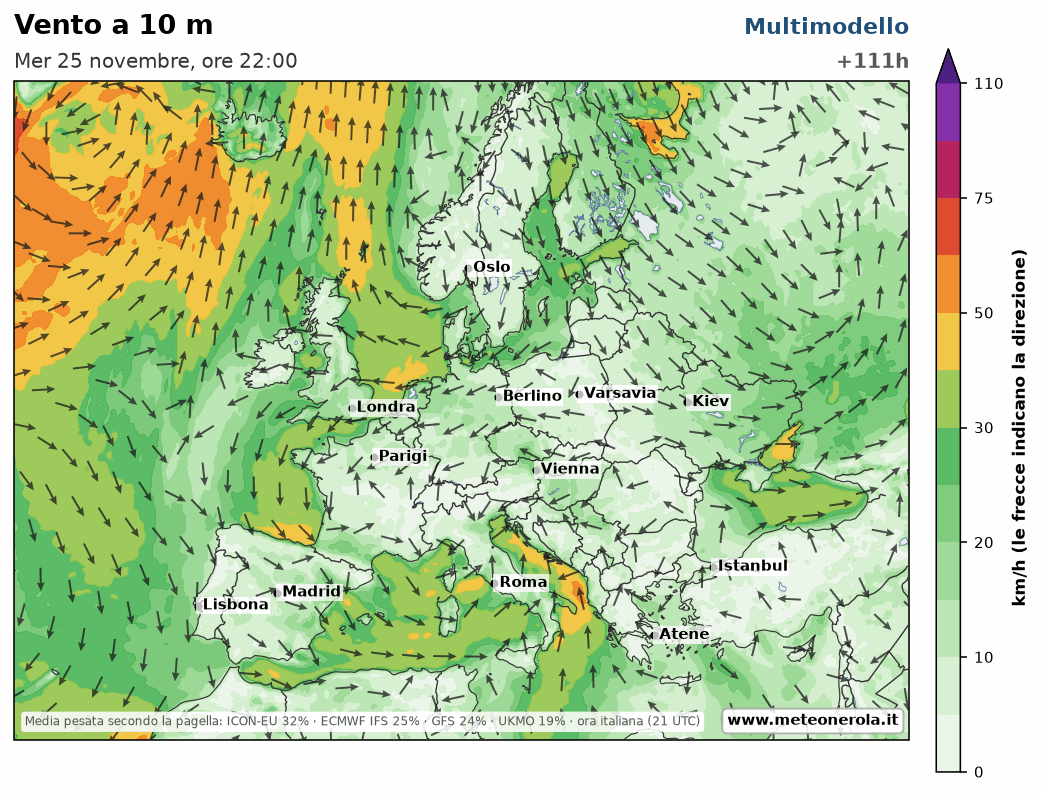 Vento a 10 m
Multimodello
Mer 25 novembre, ore 22:00
+111h
110
75
50
30
20
10
0
km/h (le frecce indicano la direzione)
Oslo
Berlino
Varsavia
Kiev
Londra
Parigi
Vienna
Istanbul
Roma
Madrid
Lisbona
Atene
Media pesata secondo la pagella: ICON-EU 32% · ECMWF IFS 25% · GFS 24% · UKMO 19% · ora italiana (21 UTC)
www.meteonerola.it